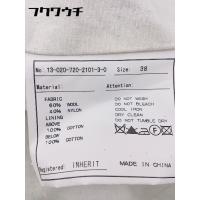 フクウロウ
No: 13-020-720-2101-3-0 Size: 38
Material: Attention:
FABRIC
60% WOOL
40% NYLON
LINING
ABOVE
100% COTTON
BELOW
100% COTTON
DO NOT WASH
DO NOT BLEACH
COOL IRON
DRY CLEAN
DO NOT TUMBLE DRY
Registered: INHERIT
MADE IN CHINA